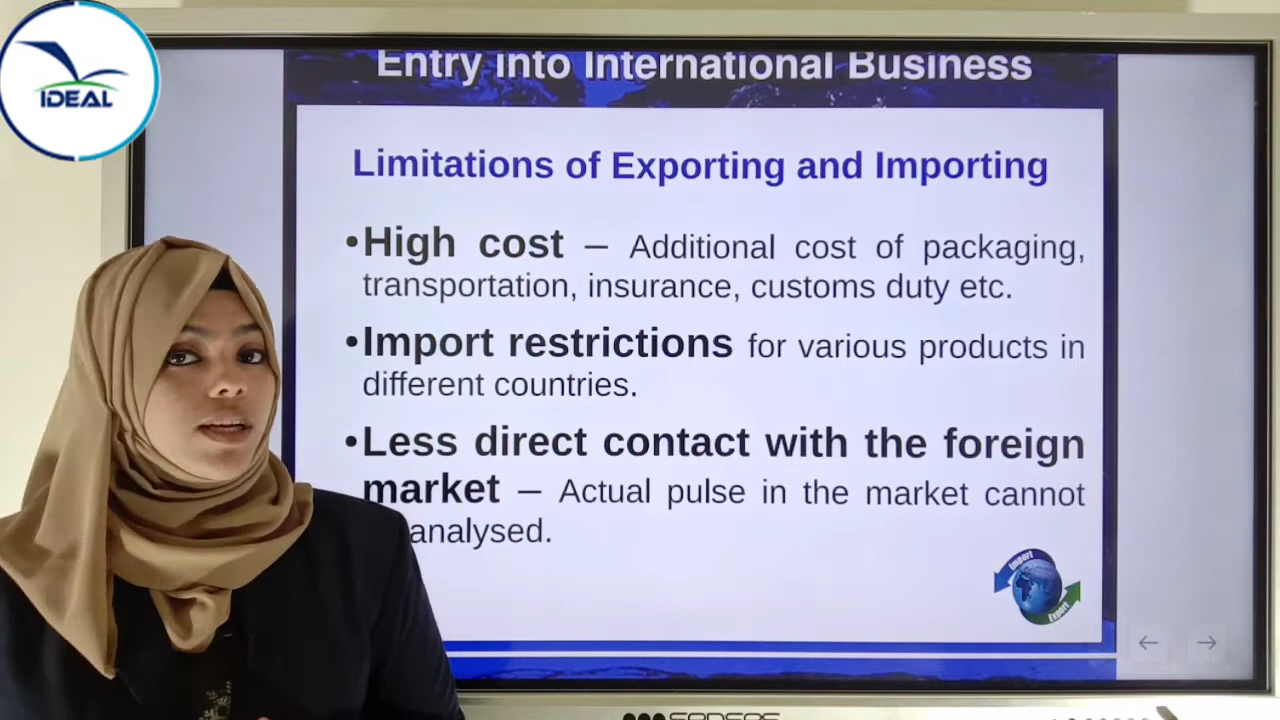 IDEAL
Entry into International Business
Limitations of Exporting and Importing
•High cost – Additional cost of packaging,
transportation, insurance, customs duty etc.
•Import restrictions for various products in
different countries.
•Less direct contact with the foreign
market – Actual pulse in the market cannot
analysed.
Import
Export